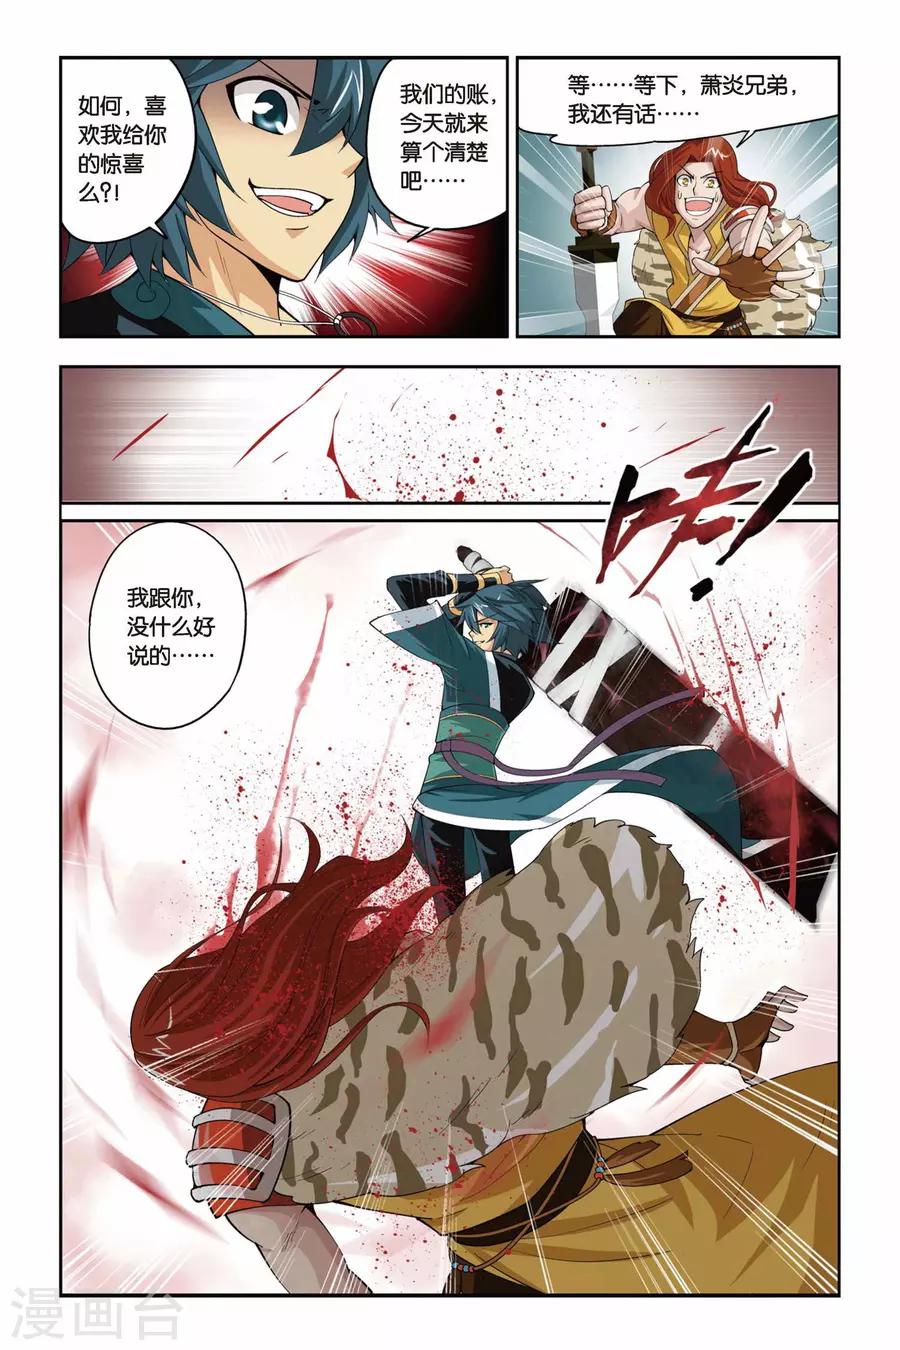 如何，喜
欢我给你
的惊喜
么?!
我们的账，
今天就来
算个清楚
吧……
等……等下，萧炎兄弟，
我还有话……
咔!
我跟你，
没什么好
说的……
漫画台